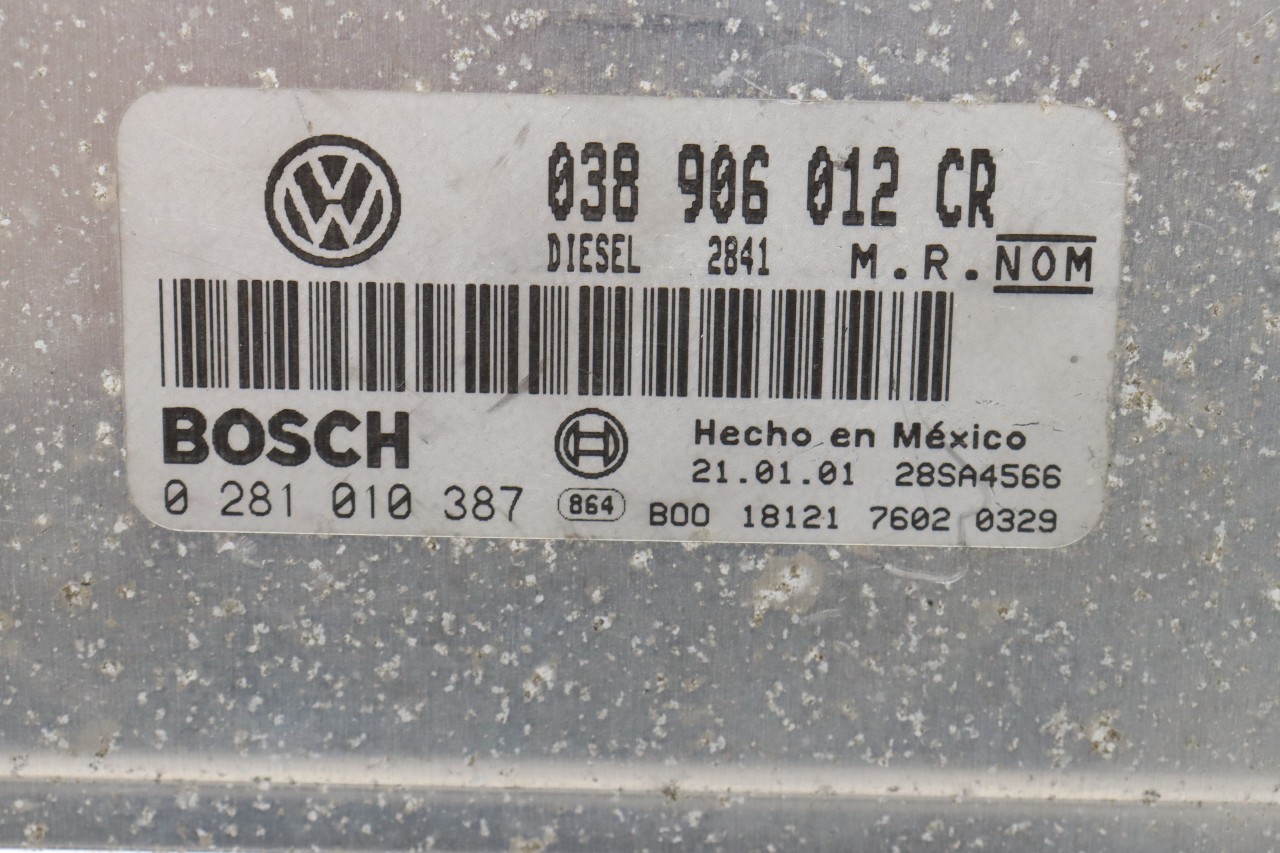 038 906 012 CR
DIESEL 2841 M.R. NOM
BOSCH
0 281 010 387
Hecho en México
21.01.01 28SA4566
864 B00 18121 7602 0329